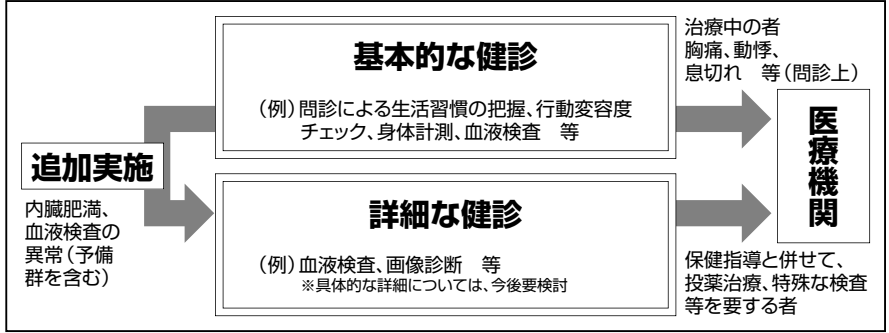 基本的な健診
（例）問診による生活習慣の把握、行動変容度
チェック、身体計測、血液検査　等
治療中の者
胸痛、動悸、
息切れ　等（問診上）
追加実施
内臓肥満、
血液検査の
異常（予備
群を含む）
医療機関
詳細な健診
（例）血液検査、画像診断　等
※具体的な詳細については、今後要検討
保健指導と併せて、
投薬治療、特殊な検査
等を要する者